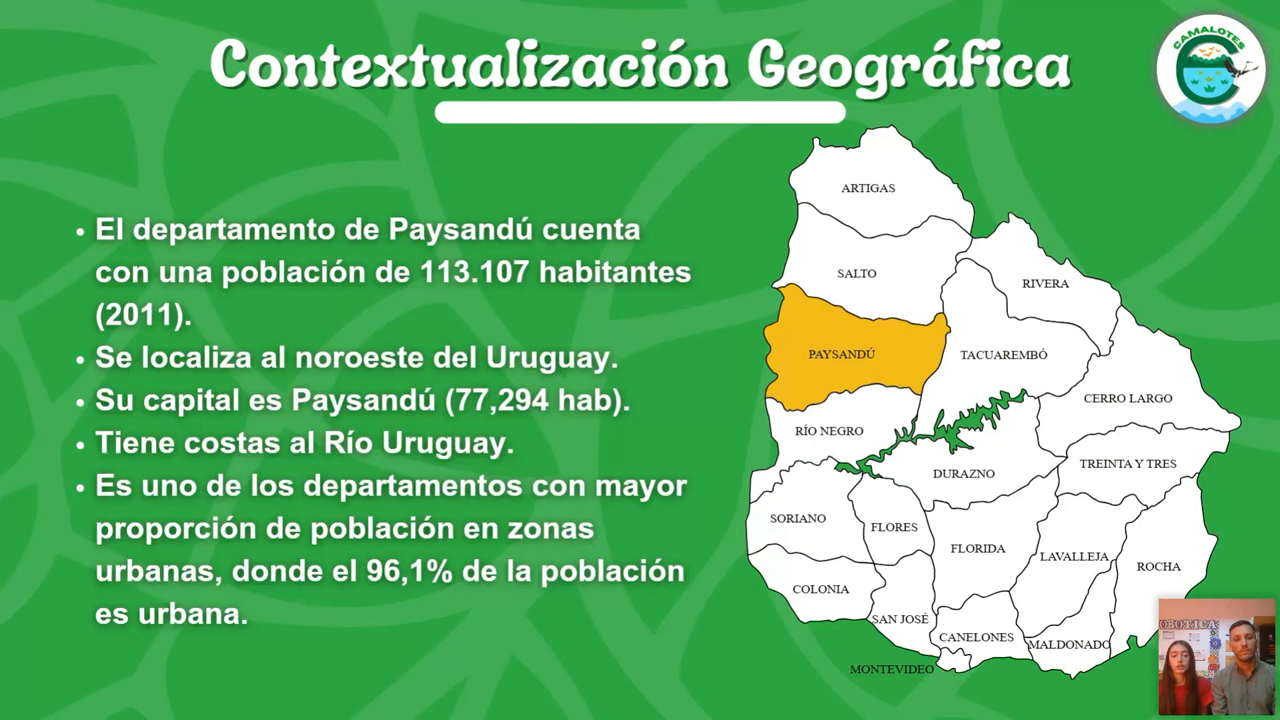 Contextualización Geográfica
CAMALOTES
El departamento de Paysandú cuenta
con una población de 113.107 habitantes
(2011).
Se localiza al noroeste del Uruguay.
Su capital es Paysandú (77,294 hab).
Tiene costas al Río Uruguay.
Es uno de los departamentos con mayor
proporción de población en zonas
urbanas, donde el 96,1% de la población
es urbana.
ARTIGAS
SALTO
RIVERA
PAYSANDÚ
TACUAREMBÓ
CERRO LARGO
RÍO NEGRO
TREINTA Y TRES
DURAZNO
SORIANO
FLORES
FLORIDA
LAVALLEJA
ROCHA
COLONIA
SAN JOSÉ
CANELONES
MALDONADO
MONTEVIDEO
OBOTICA